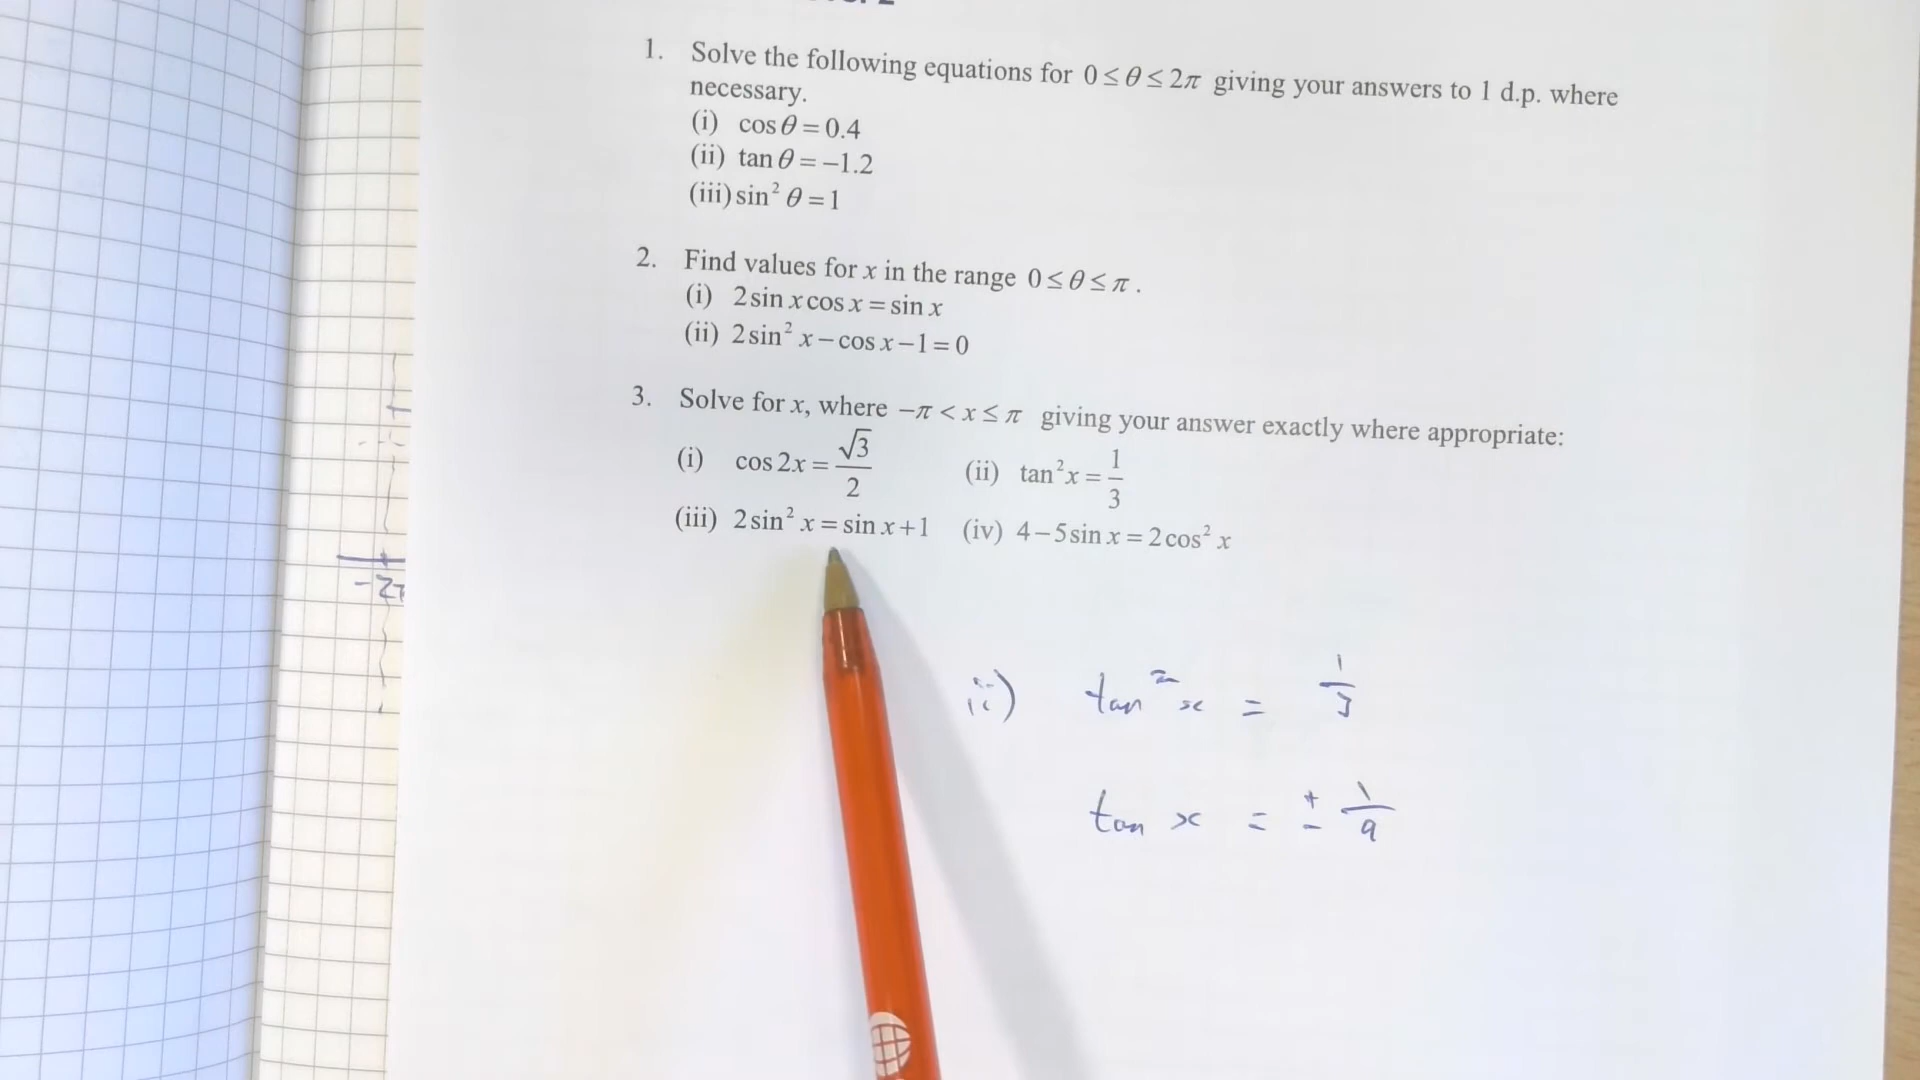 1. Solve the following equations for 0 ≤ θ ≤ 2π giving your answers to 1 d.p. where
necessary.
(i) cos θ = 0.4
(ii) tan θ = −1.2
(iii) sin² θ = 1
2. Find values for x in the range 0 ≤ θ ≤ π .
(i) 2 sin x cos x = sin x
(ii) 2 sin² x − cos x − 1 = 0
3. Solve for x, where −π < x ≤ π giving your answer exactly where appropriate:
(i) cos 2x = √3/2 (ii) tan² x = 1/3
(iii) 2 sin² x = sin x + 1 (iv) 4 − 5 sin x = 2 cos² x
ii) tan² x = 1/3
tan x = ± 1/9